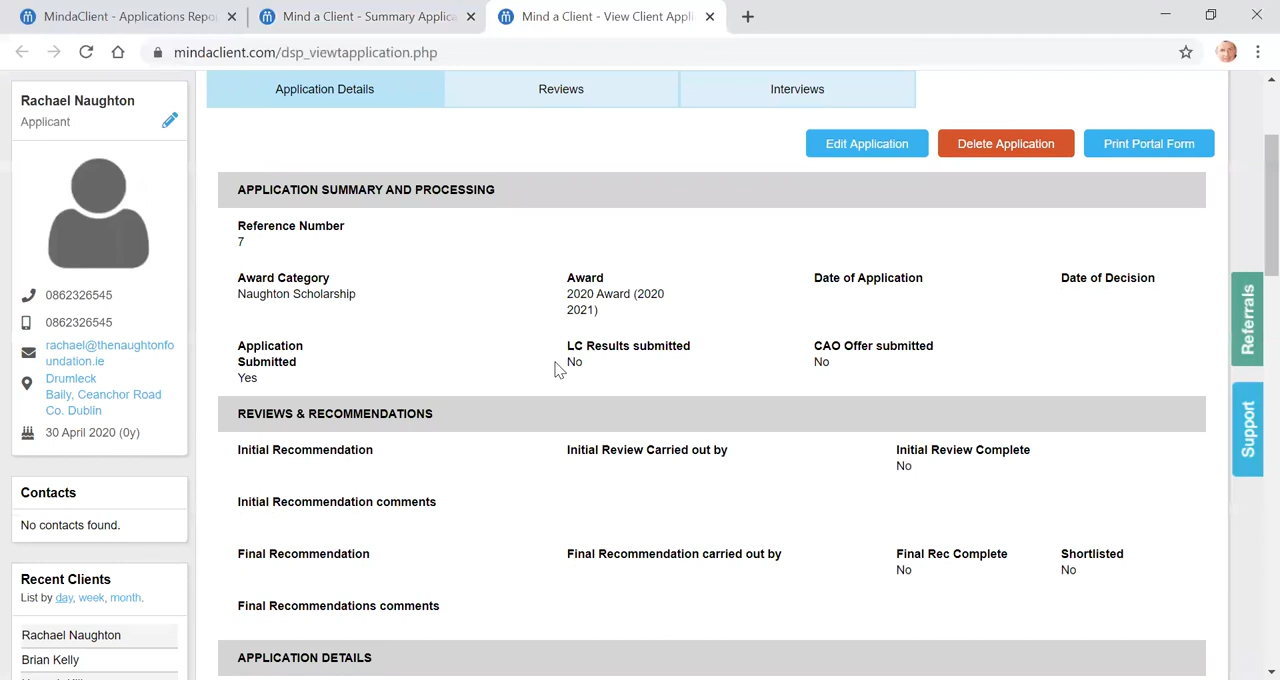 MindaClient - Applications Repo
Mind a Client - Summary Applica
Mind a Client - View Client Appli
mindaclient.com/dsp_viewtapplication.php
Rachael Naughton
Applicant
0862326545
0862326545
rachael@thenaughtonfo
undation.ie
Drumleck
Baily, Ceanchor Road
Co. Dublin
30 April 2020 (0y)
Contacts
No contacts found.
Recent Clients
List by day, week, month.
Rachael Naughton
Brian Kelly
Application Details
Reviews
Interviews
Edit Application
Delete Application
Print Portal Form
APPLICATION SUMMARY AND PROCESSING
Reference Number
7
Award Category
Naughton Scholarship
Award
2020 Award (2020
2021)
Date of Application
Date of Decision
Application
Submitted
Yes
LC Results submitted
No
CAO Offer submitted
No
REVIEWS & RECOMMENDATIONS
Initial Recommendation
Initial Review Carried out by
Initial Review Complete
No
Initial Recommendation comments
Final Recommendation
Final Recommendation carried out by
Final Rec Complete
No
Shortlisted
No
Final Recommendations comments
APPLICATION DETAILS
Referrals
Support